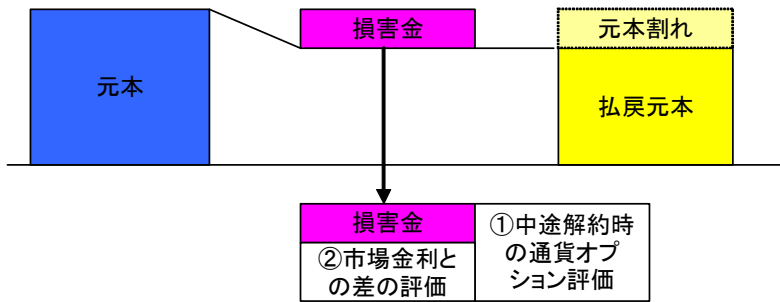 元本
損害金
元本割れ
払戻元本
損害金
②市場金利と
の差の評価
①中途解約時
の通貨オプ
ション評価